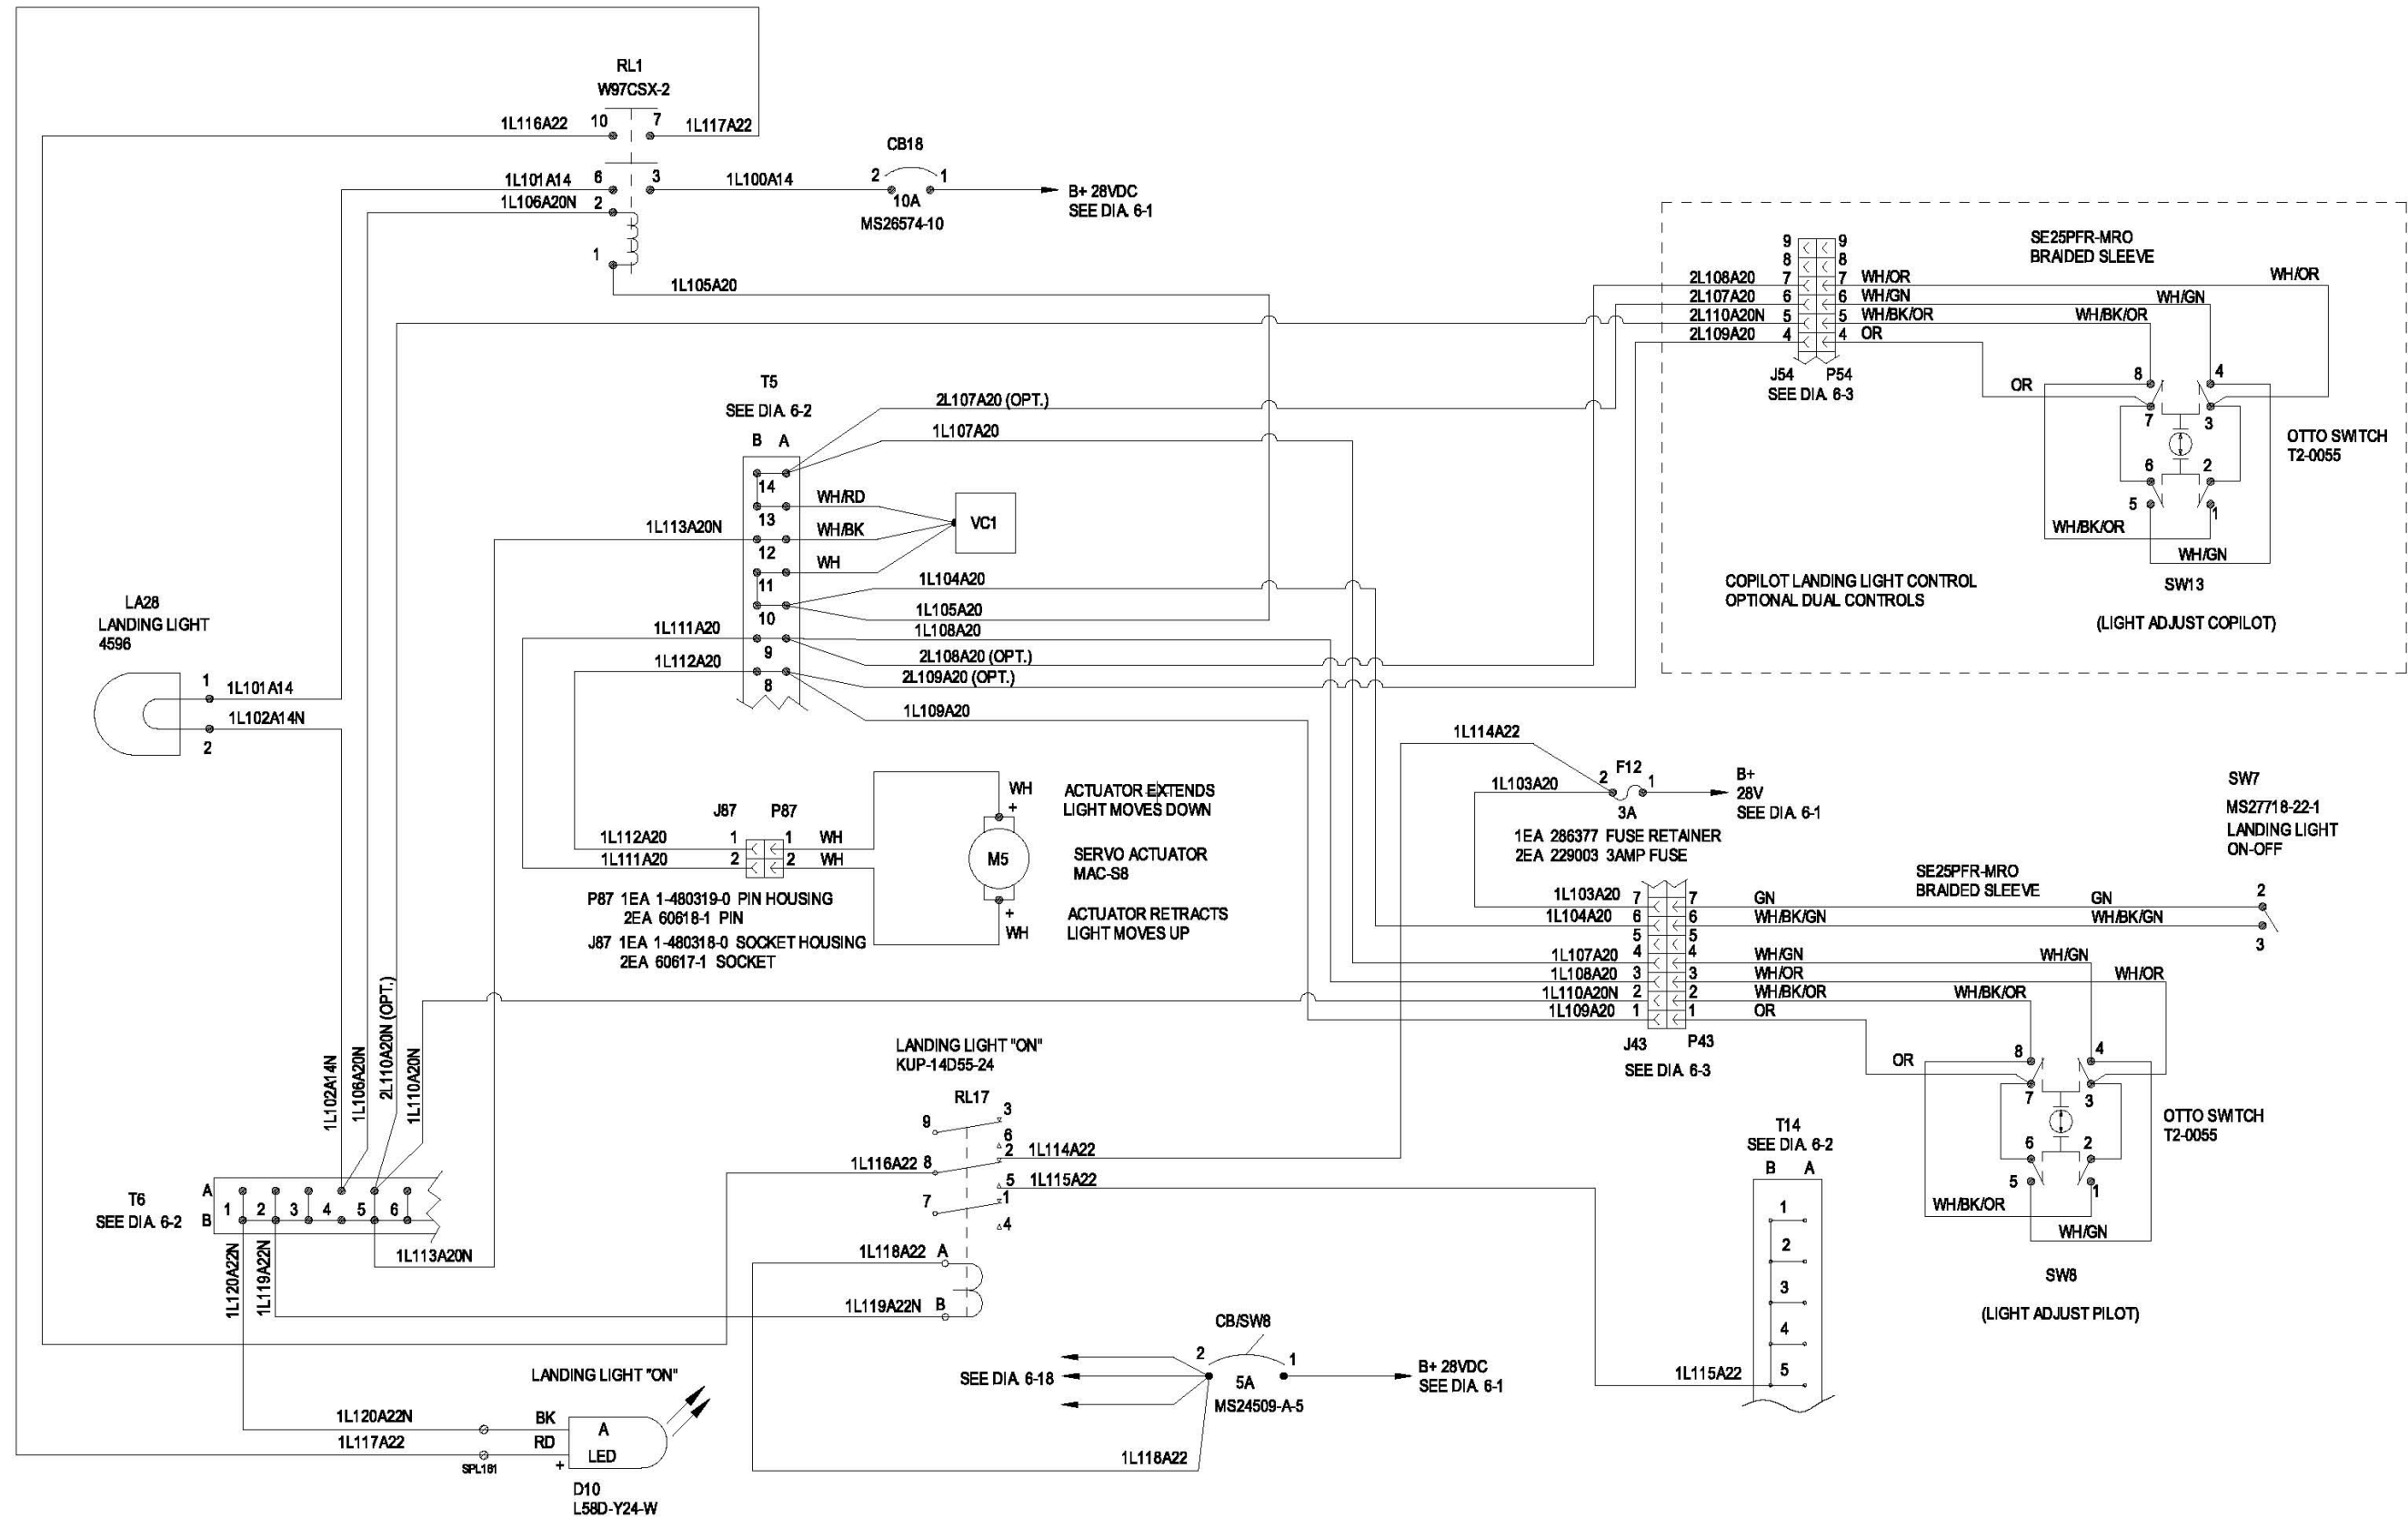 RL1
W97CSX-2
1L116A22 10 7 1L117A22
1L101A14 6 3 1L100A14
1L106A20N 2
1
1L105A20
CB18
2 1
10A
MS26574-10
B+ 28VDC
SEE DIA. 6-1
SE25PFR-MRO
BRAIDED SLEEVE
9 9
8 8
2L108A20 7 7 WH/OR WH/OR
2L107A20 6 6 WH/GN WH/GN
2L110A20N 5 5 WH/BK/OR WH/BK/OR
2L109A20 4 4 OR
J54 P54
SEE DIA. 6-3
OR
8 4
7 3
6 2
5 1
OTTO SWITCH
T2-0055
WH/BK/OR
WH/GN
SW13
(LIGHT ADJUST COPILOT)
COPILOT LANDING LIGHT CONTROL
OPTIONAL DUAL CONTROLS
T5
SEE DIA. 6-2
B A
2L107A20 (OPT.)
1L107A20
14
WH/RD
13
1L113A20N WH/BK
12
WH
11
VC1
1L104A20
1L105A20
10
1L111A20 1L108A20
9
2L108A20 (OPT.)
1L112A20
2L109A20 (OPT.)
8
1L109A20
LA28
LANDING LIGHT
4596
1
1L101A14
1L102A14N
2
J87 P87
1L112A20 1 1 WH
1L111A20 2 2 WH
P87 1EA 1-480319-0 PIN HOUSING
2EA 60618-1 PIN
J87 1EA 1-480318-0 SOCKET HOUSING
2EA 60617-1 SOCKET
WH
+
M5
+
WH
ACTUATOR EXTENDS
LIGHT MOVES DOWN
SERVO ACTUATOR
MAC-S8
ACTUATOR RETRACTS
LIGHT MOVES UP
1L114A22
1L103A20
2 F12 1
3A
B+
28V
SEE DIA. 6-1
1EA 286377 FUSE RETAINER
2EA 229003 3AMP FUSE
SW7
MS27718-22-1
LANDING LIGHT
ON-OFF
SE25PFR-MRO
BRAIDED SLEEVE
2
3
1L103A20 7 7 GN GN
1L104A20 6 6 WH/BK/GN WH/BK/GN
5 5
1L107A20 4 4 WH/GN WH/GN
1L108A20 3 3 WH/OR WH/OR
1L110A20N 2 2 WH/BK/OR WH/BK/OR
1L109A20 1 1 OR
J43 P43
SEE DIA. 6-3
OR
8 4
7 3
6 2
5 1
OTTO SWITCH
T2-0055
WH/BK/OR
WH/GN
SW8
(LIGHT ADJUST PILOT)
1L102A14N
1L106A20N
2L110A20N (OPT.)
1L110A20N
T6
SEE DIA. 6-2
A
B
1 2 3 4 5 6
1L120A22N
1L119A22N
1L113A20N
LANDING LIGHT "ON"
KUP-14D55-24
RL17
9 3
6
1L116A22 8 2 1L114A22
5 1L115A22
7 1
4
1L118A22 A
1L119A22N B
T14
SEE DIA. 6-2
B A
1
2
3
4
5
1L115A22
CB/SW8
2 1
5A
MS24509-A-5
SEE DIA. 6-18
B+ 28VDC
SEE DIA. 6-1
1L118A22
LANDING LIGHT "ON"
1L120A22N BK A
1L117A22 RD LED
SPL181 +
D10
L58D-Y24-W